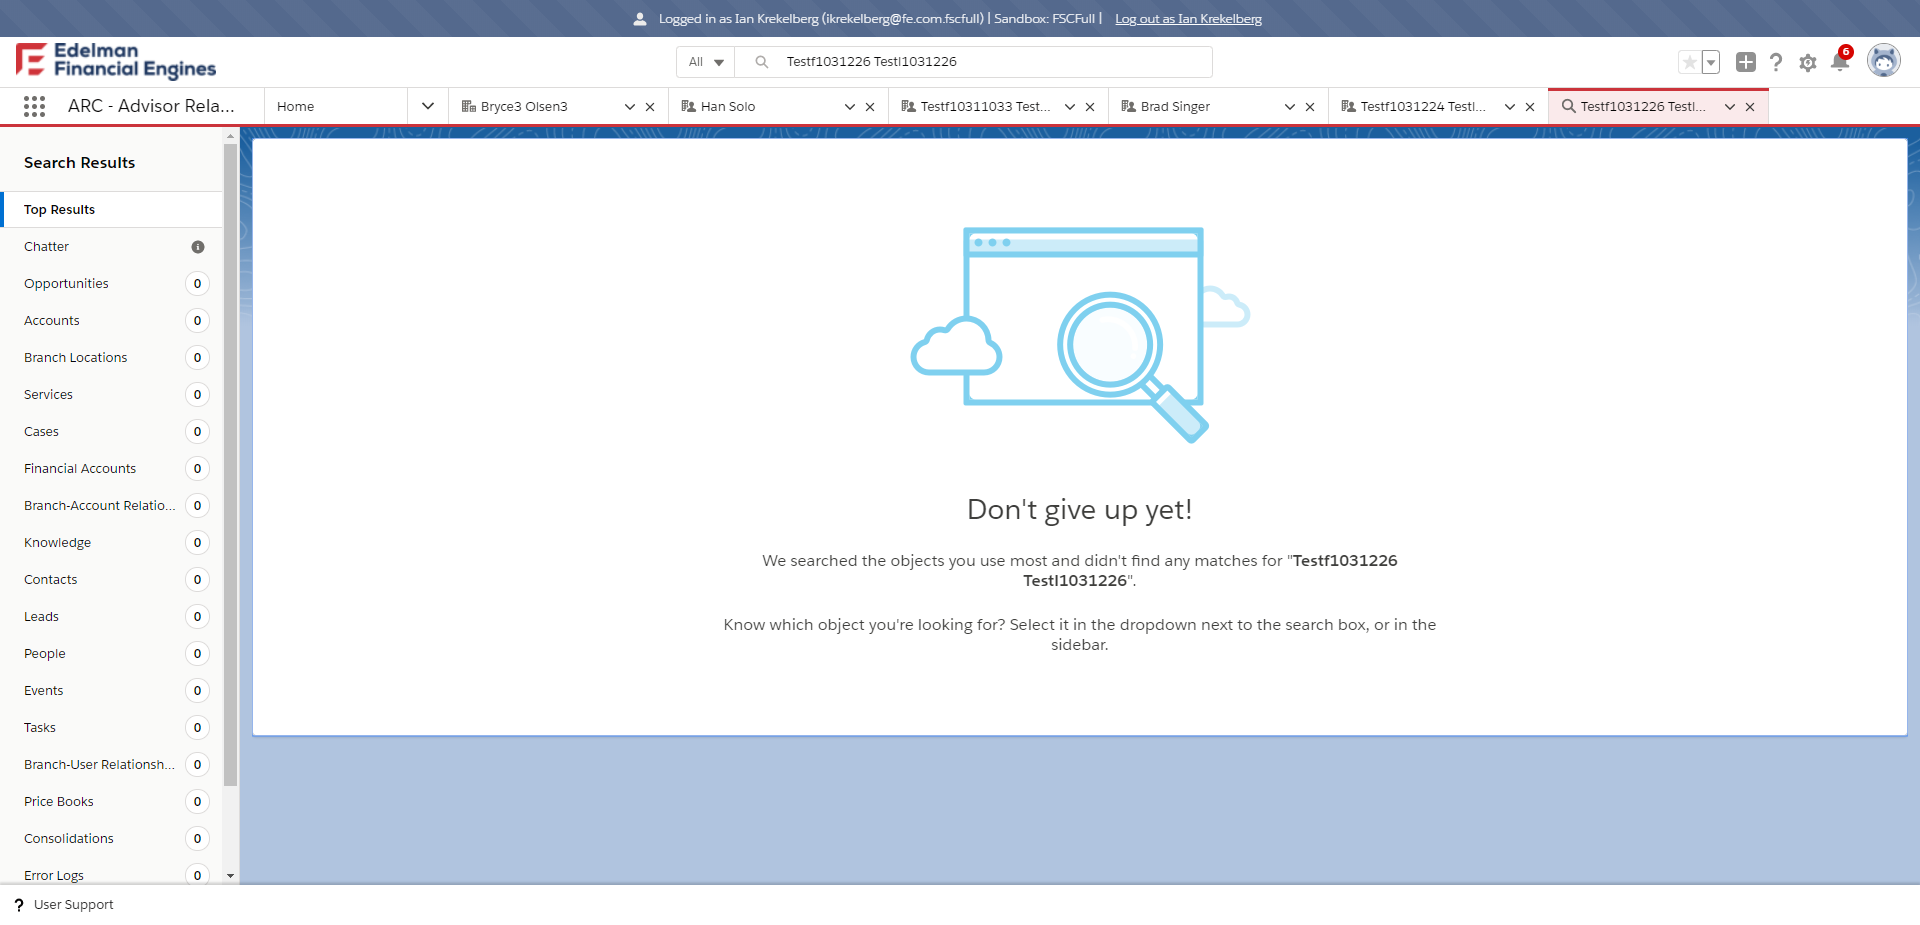 Logged in as Ian Krekelberg (ikrekelberg@fe.com.fscfull) | Sandbox: FSCFull | Log out as Ian Krekelberg
Edelman
Financial Engines
All
Testf1031226 Testl1031226
6
ARC - Advisor Rela...
Home
Bryce3 Olsen3
Han Solo
Testf10311033 Test...
Brad Singer
Testf1031224 Testl...
Testf1031226 Testl...
Search Results
Top Results
Chatter
Opportunities 0
Accounts 0
Branch Locations 0
Services 0
Cases 0
Financial Accounts 0
Branch-Account Relatio... 0
Knowledge 0
Contacts 0
Leads 0
People 0
Events 0
Tasks 0
Branch-User Relationsh... 0
Price Books 0
Consolidations 0
Error Logs 0
Don't give up yet!
We searched the objects you use most and didn't find any matches for "Testf1031226
Testl1031226".
Know which object you're looking for? Select it in the dropdown next to the search box, or in the
sidebar.
? User Support